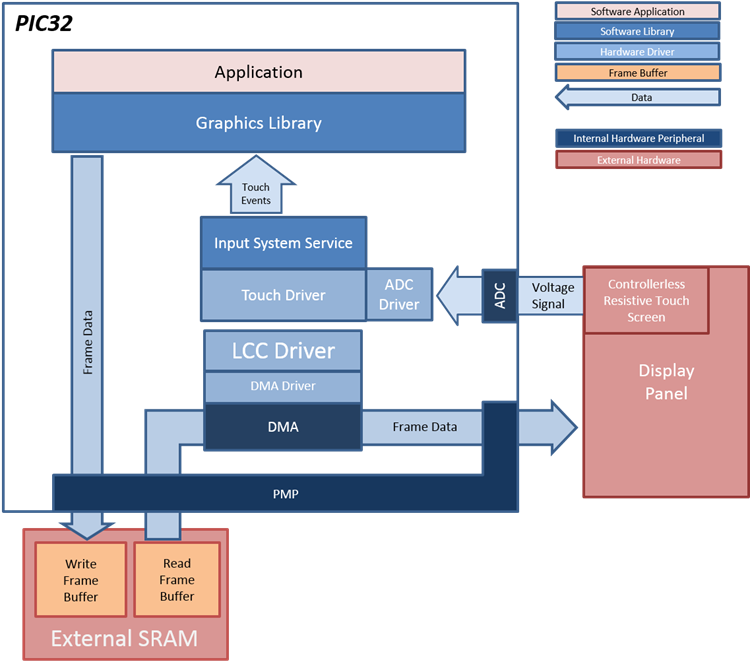 PIC32
Software Application
Software Library
Hardware Driver
Frame Buffer
Data
Internal Hardware Peripheral
External Hardware
Application
Graphics Library
Touch
Events
Input System Service
Touch Driver
ADC
Driver
ADC
Voltage
Signal
Controllerless
Resistive Touch
Screen
Display
Panel
Frame Data
LCC Driver
DMA Driver
DMA
Frame Data
PMP
Write
Frame
Buffer
Read
Frame
Buffer
External SRAM